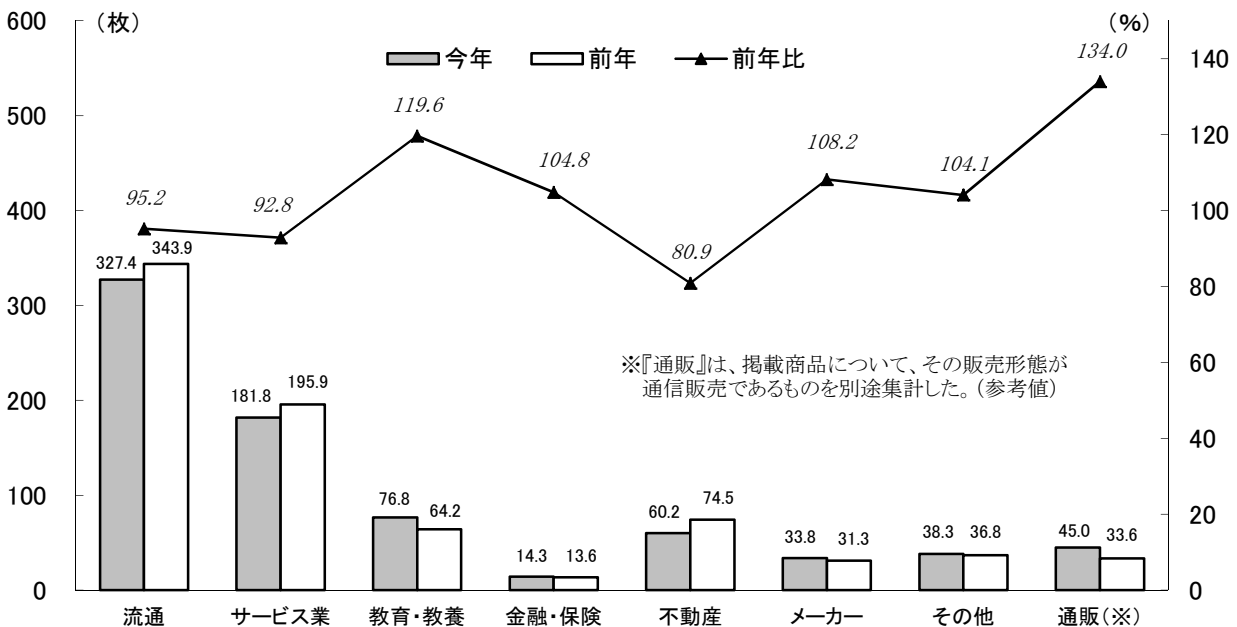 (枚)
(%)
今年 前年 前年比
600
500
400
300
200
100
0
140
120
100
80
60
40
20
0
95.2 92.8 119.6 104.8 80.9 108.2 104.1 134.0
327.4 343.9 181.8 195.9 76.8 64.2 14.3 13.6 60.2 74.5 33.8 31.3 38.3 36.8 45.0 33.6
※『通販』は、掲載商品について、その販売形態が
通信販売であるものを別途集計した。(参考値)
流通 サービス業 教育・教養 金融・保険 不動産 メーカー その他 通販(※)